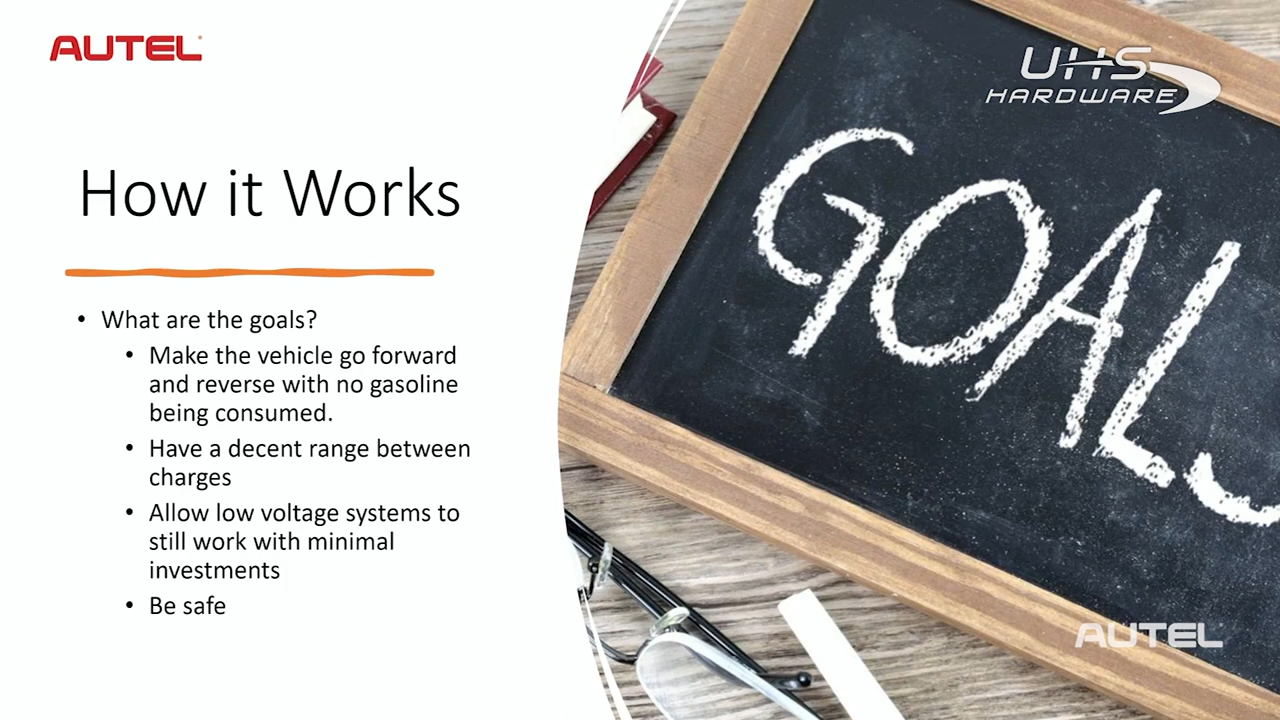 AUTEL
UHS
HARDWARE
How it Works
• What are the goals?
• Make the vehicle go forward
and reverse with no gasoline
being consumed.
• Have a decent range between
charges
• Allow low voltage systems to
still work with minimal
investments
• Be safe
GOALS
AUTEL